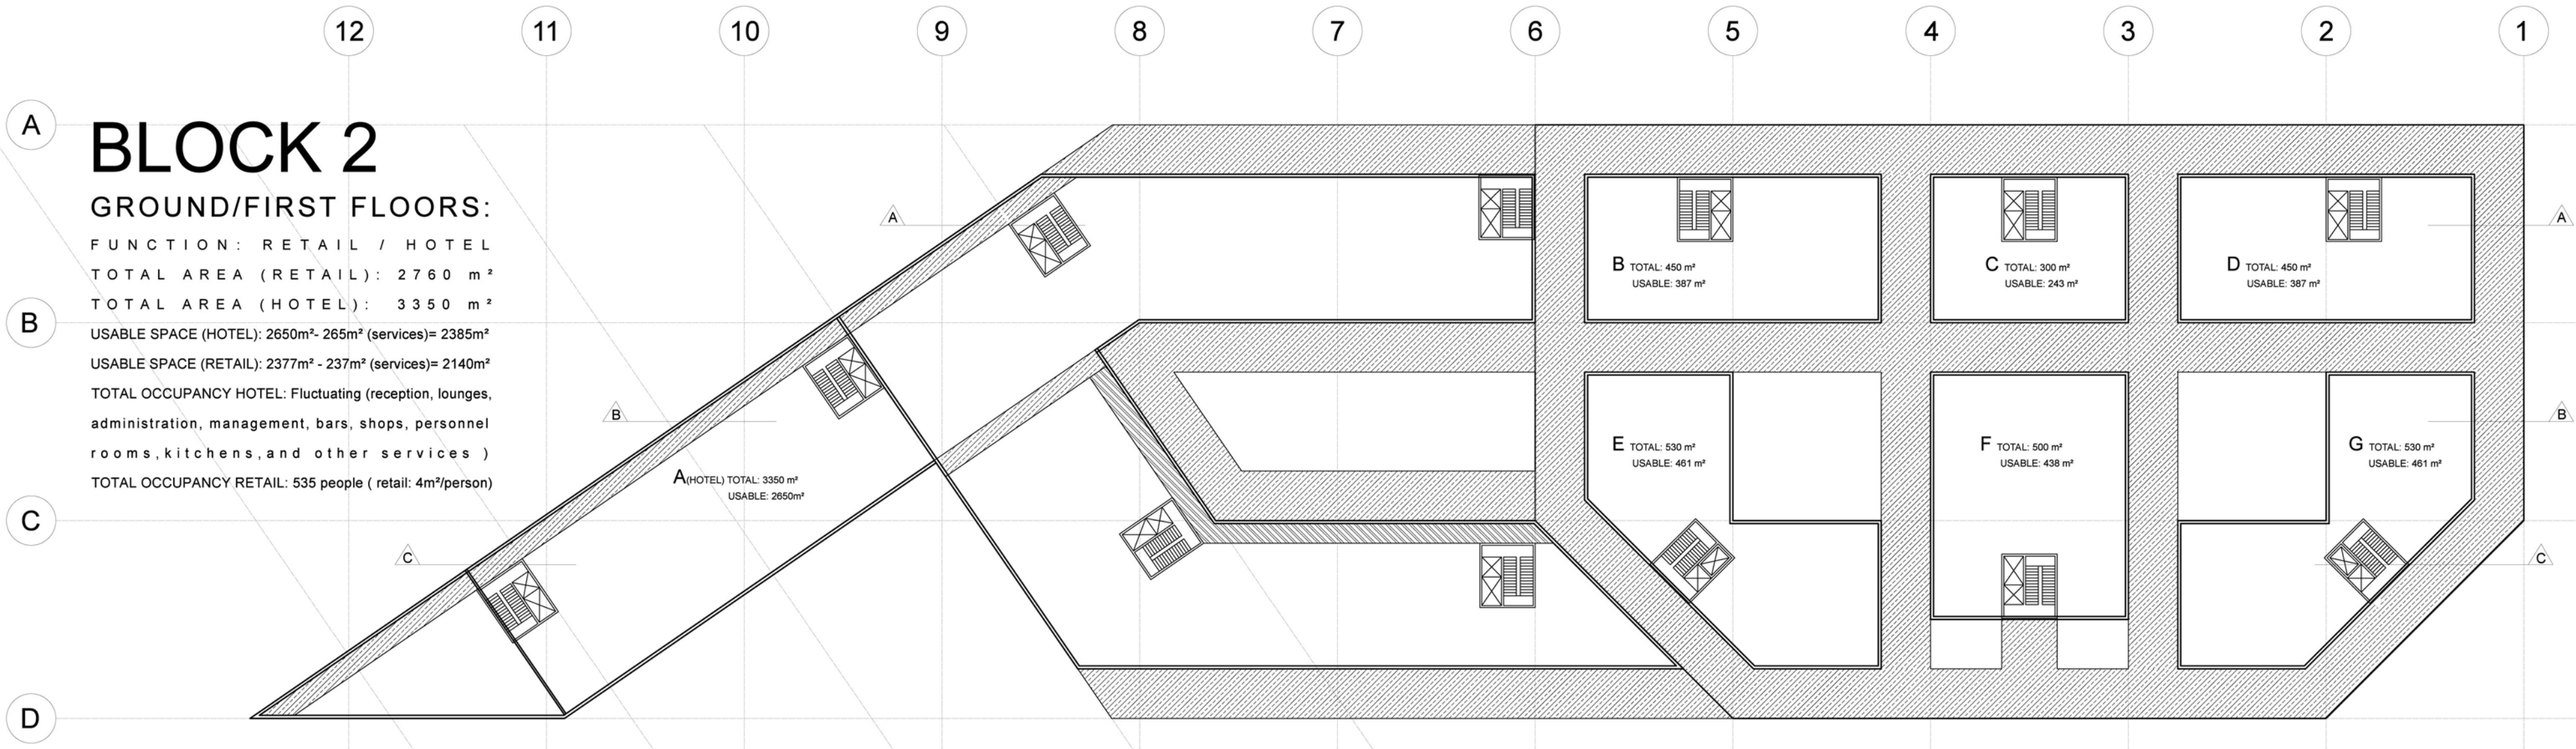 12 11 10 9 8 7 6 5 4 3 2 1
A
BLOCK 2
GROUND/FIRST FLOORS:
FUNCTION: RETAIL / HOTEL
TOTAL AREA (RETAIL): 2760 m²
TOTAL AREA (HOTEL): 3350 m²
B
USABLE SPACE (HOTEL): 2650m²- 265m² (services)= 2385m²
USABLE SPACE (RETAIL): 2377m² - 237m² (services)= 2140m²
TOTAL OCCUPANCY HOTEL: Fluctuating (reception, lounges,
administration, management, bars, shops, personnel
rooms,kitchens,and other services )
TOTAL OCCUPANCY RETAIL: 535 people ( retail: 4m²/person)
C
D
A
A
B
B
C
C
B TOTAL: 450 m²
USABLE: 387 m²
C TOTAL: 300 m²
USABLE: 243 m²
D TOTAL: 450 m²
USABLE: 387 m²
A(HOTEL) TOTAL: 3350 m²
USABLE: 2650m²
E TOTAL: 530 m²
USABLE: 461 m²
F TOTAL: 500 m²
USABLE: 438 m²
G TOTAL: 530 m²
USABLE: 461 m²